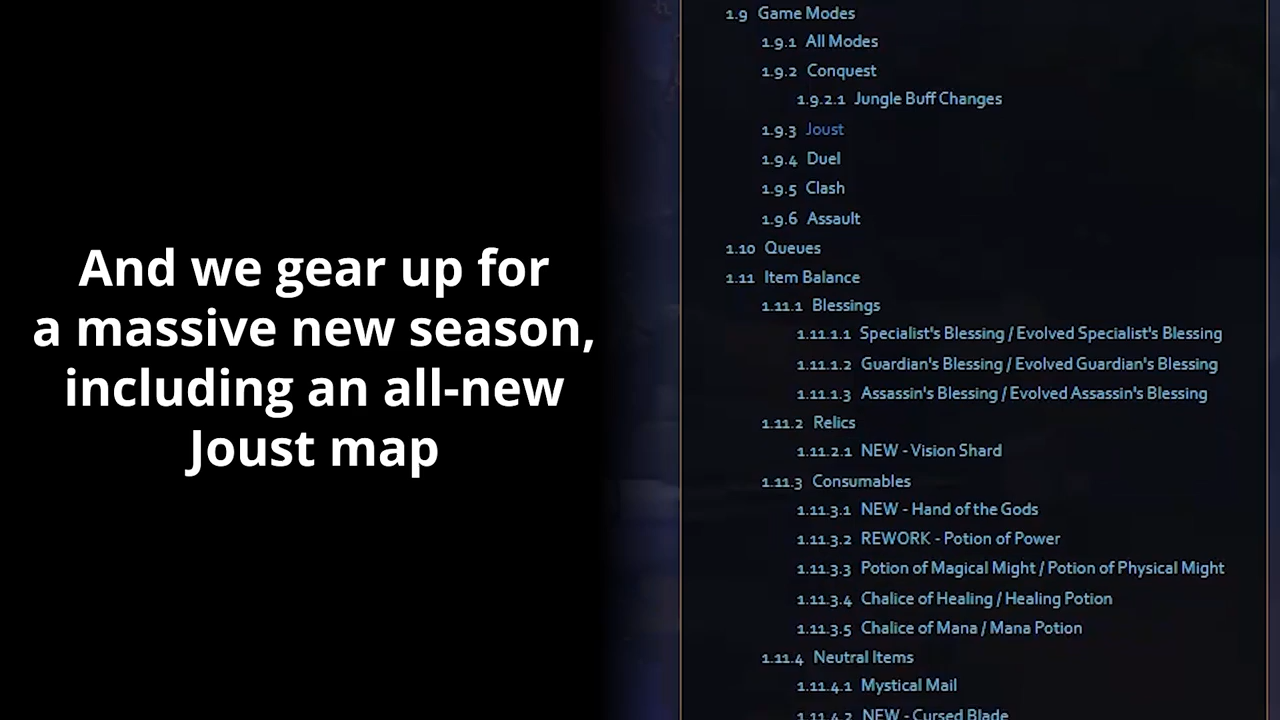 And we gear up for
a massive new season,
including an all-new
Joust map
1.9 Game Modes
1.9.1 All Modes
1.9.2 Conquest
1.9.2.1 Jungle Buff Changes
1.9.3 Joust
1.9.4 Duel
1.9.5 Clash
1.9.6 Assault
1.10 Queues
1.11 Item Balance
1.11.1 Blessings
1.11.1.1 Specialist's Blessing / Evolved Specialist's Blessing
1.11.1.2 Guardian's Blessing / Evolved Guardian's Blessing
1.11.1.3 Assassin's Blessing / Evolved Assassin's Blessing
1.11.2 Relics
1.11.2.1 NEW - Vision Shard
1.11.3 Consumables
1.11.3.1 NEW - Hand of the Gods
1.11.3.2 REWORK - Potion of Power
1.11.3.3 Potion of Magical Might / Potion of Physical Might
1.11.3.4 Chalice of Healing / Healing Potion
1.11.3.5 Chalice of Mana / Mana Potion
1.11.4 Neutral Items
1.11.4.1 Mystical Mail
1.11.4.2 NEW - Cursed Blade